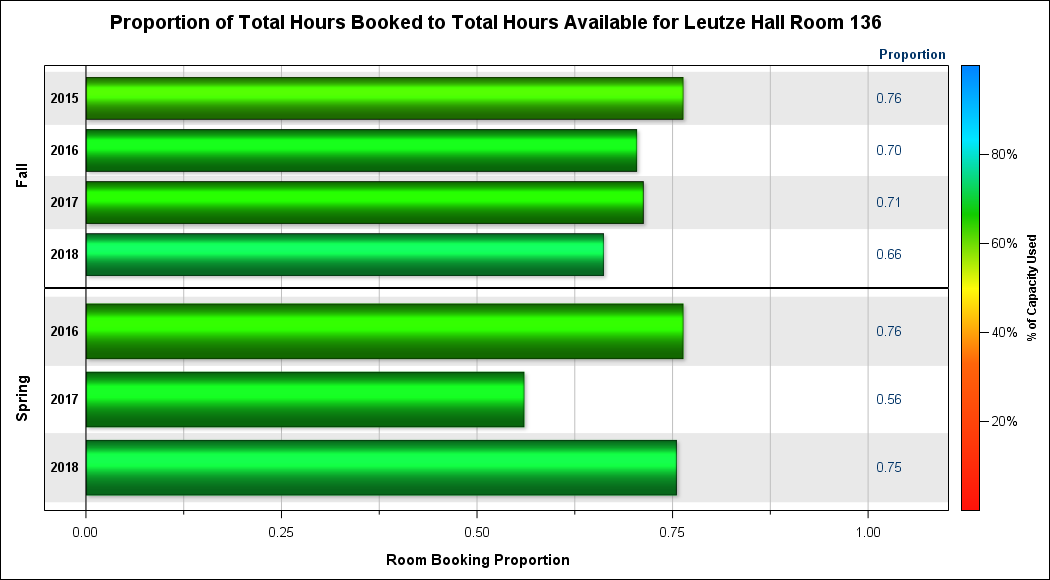 Proportion of Total Hours Booked to Total Hours Available for Leutze Hall Room 136
Proportion
Fall
2015 0.76
2016 0.70
2017 0.71
2018 0.66
Spring
2016 0.76
2017 0.56
2018 0.75
0.00 0.25 0.50 0.75 1.00
Room Booking Proportion
80%
60%
40%
20%
% of Capacity Used